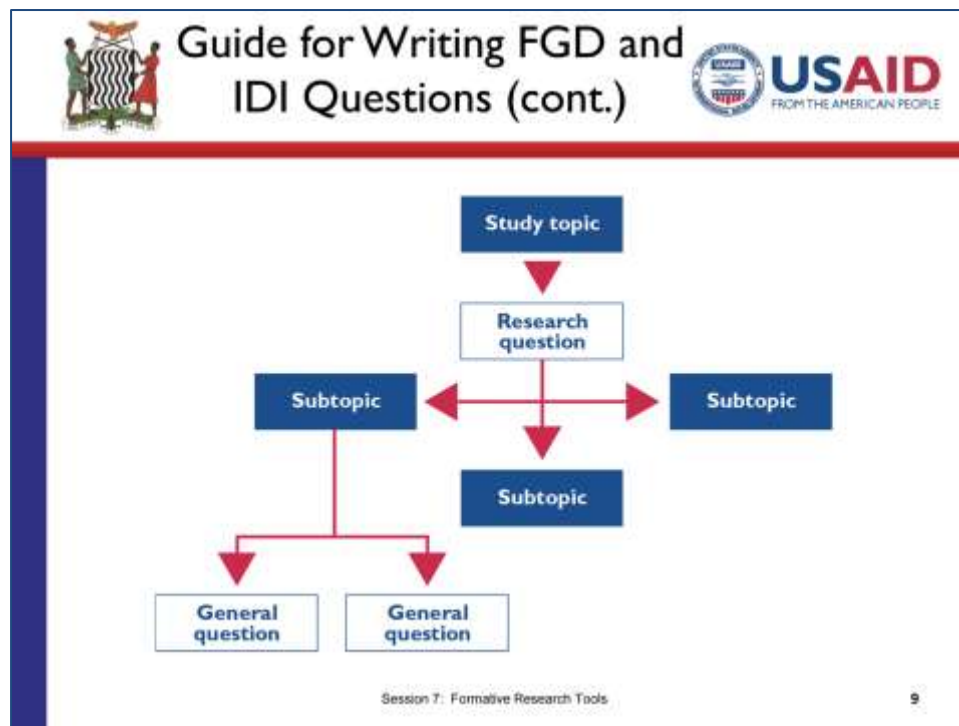 Guide for Writing FGD and
IDI Questions (cont.)
USAID
FROM THE AMERICAN PEOPLE
Study topic
Research
question
Subtopic
Subtopic
Subtopic
General
question
General
question
Session 7: Formative Research Tools
9